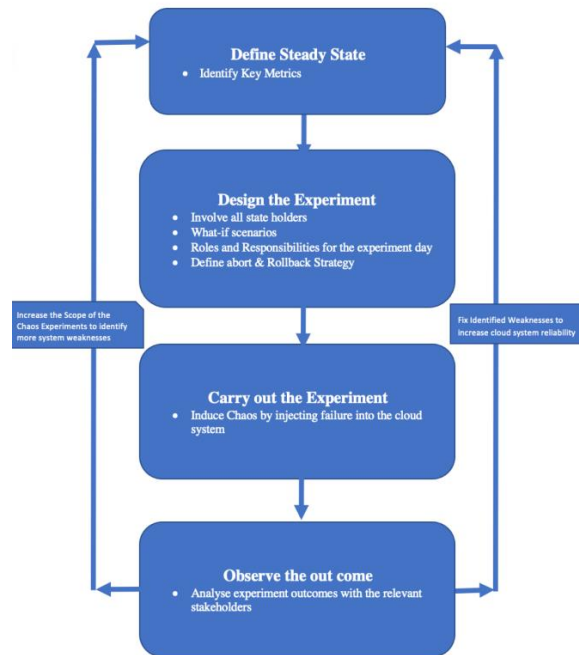 Define Steady State
• Identify Key Metrics
Design the Experiment
• Involve all state holders
• What-if scenarios
• Roles and Responsibilities for the experiment day
• Define abort & Rollback Strategy
Increase the Scope of the
Chaos Experiments to identify
more system weaknesses
Fix Identified Weaknesses to
increase cloud system reliability
Carry out the Experiment
• Induce Chaos by injecting failure into the cloud
system
Observe the out come
• Analyse experiment outcomes with the relevant
stakeholders